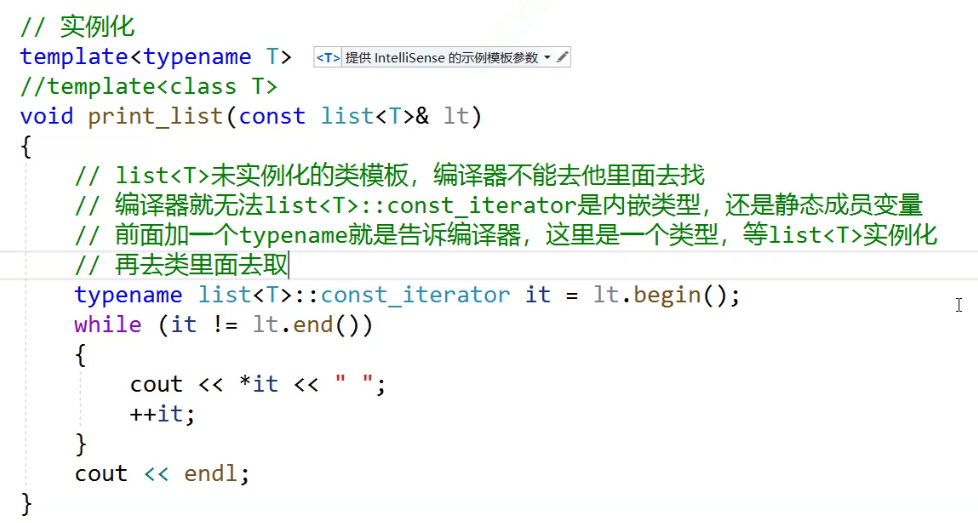 // 实例化
template<typename T> <T> 提供 IntelliSense 的示例模板参数
//template<class T>
void print_list(const list<T>& lt)
{
// list<T>未实例化的类模板，编译器不能去他里面去找
// 编译器就无法list<T>::const_iterator是内嵌类型，还是静态成员变量
// 前面加一个typename就是告诉编译器，这里是一个类型，等list<T>实例化
// 再去类里面去取
typename list<T>::const_iterator it = lt.begin();
while (it != lt.end())
{
cout << *it << " ";
++it;
}
cout << endl;
}